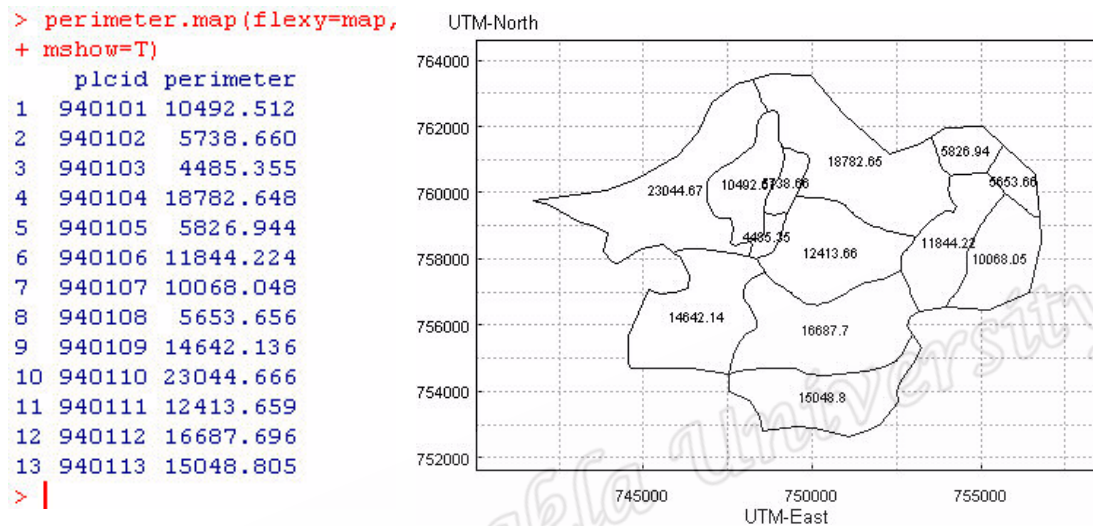 > perimeter.map(flexy=map,
+ mshow=T)
plcid perimeter
1 940101 10492.512
2 940102 5738.660
3 940103 4485.355
4 940104 18782.648
5 940105 5826.944
6 940106 11844.224
7 940107 10068.048
8 940108 5653.656
9 940109 14642.136
10 940110 23044.666
11 940111 12413.659
12 940112 16687.696
13 940113 15048.805
>
UTM-North
764000
762000
760000
758000
756000
754000
752000
18782.65
5826.94
23044.67
10492.51
5738.66
5653.66
4485.35
11844.22
12413.66
10068.05
14642.14
16687.7
15048.8
745000
750000
755000
UTM-East
University